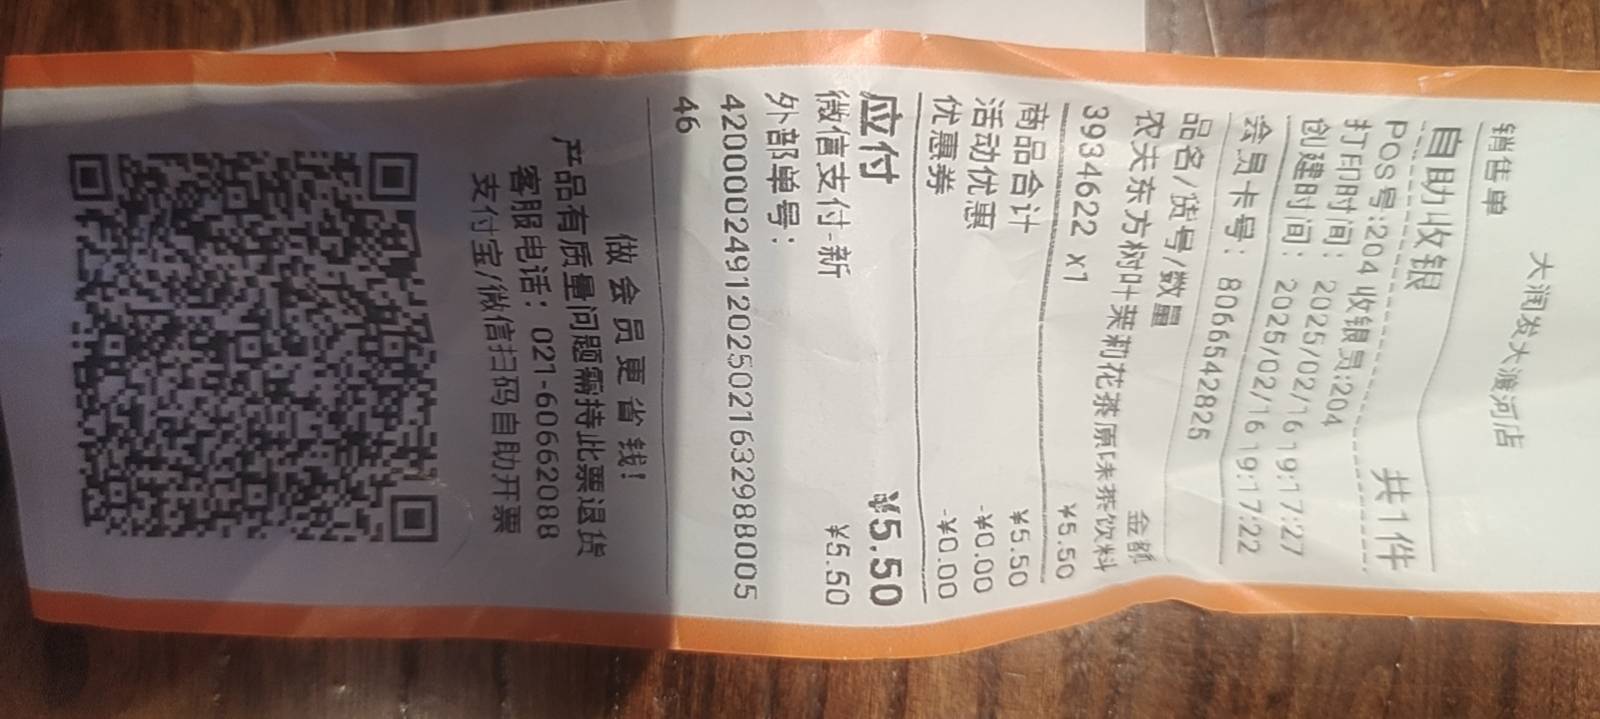 大润发大渡河店
销售单
自助收银 共1件
POS号:204 收银员:204
打印时间: 2025/02/16 19:17:27
创建时间: 2025/02/16 19:17:22
会员卡号: 8066542825
品名/货号/数量 金额
农夫东方树叶茉莉花茶原味茶饮料
3934622 x1 ¥5.50
商品合计 ¥5.50
活动优惠 -¥0.00
优惠券 -¥0.00
应付 ¥5.50
微信支付-新 ¥5.50
外部单号:
42000024912025021632988005
46
做会员更省钱!
产品有质量问题需持此票退货
客服电话: 021-60662088
支付宝/微信扫码自助开票